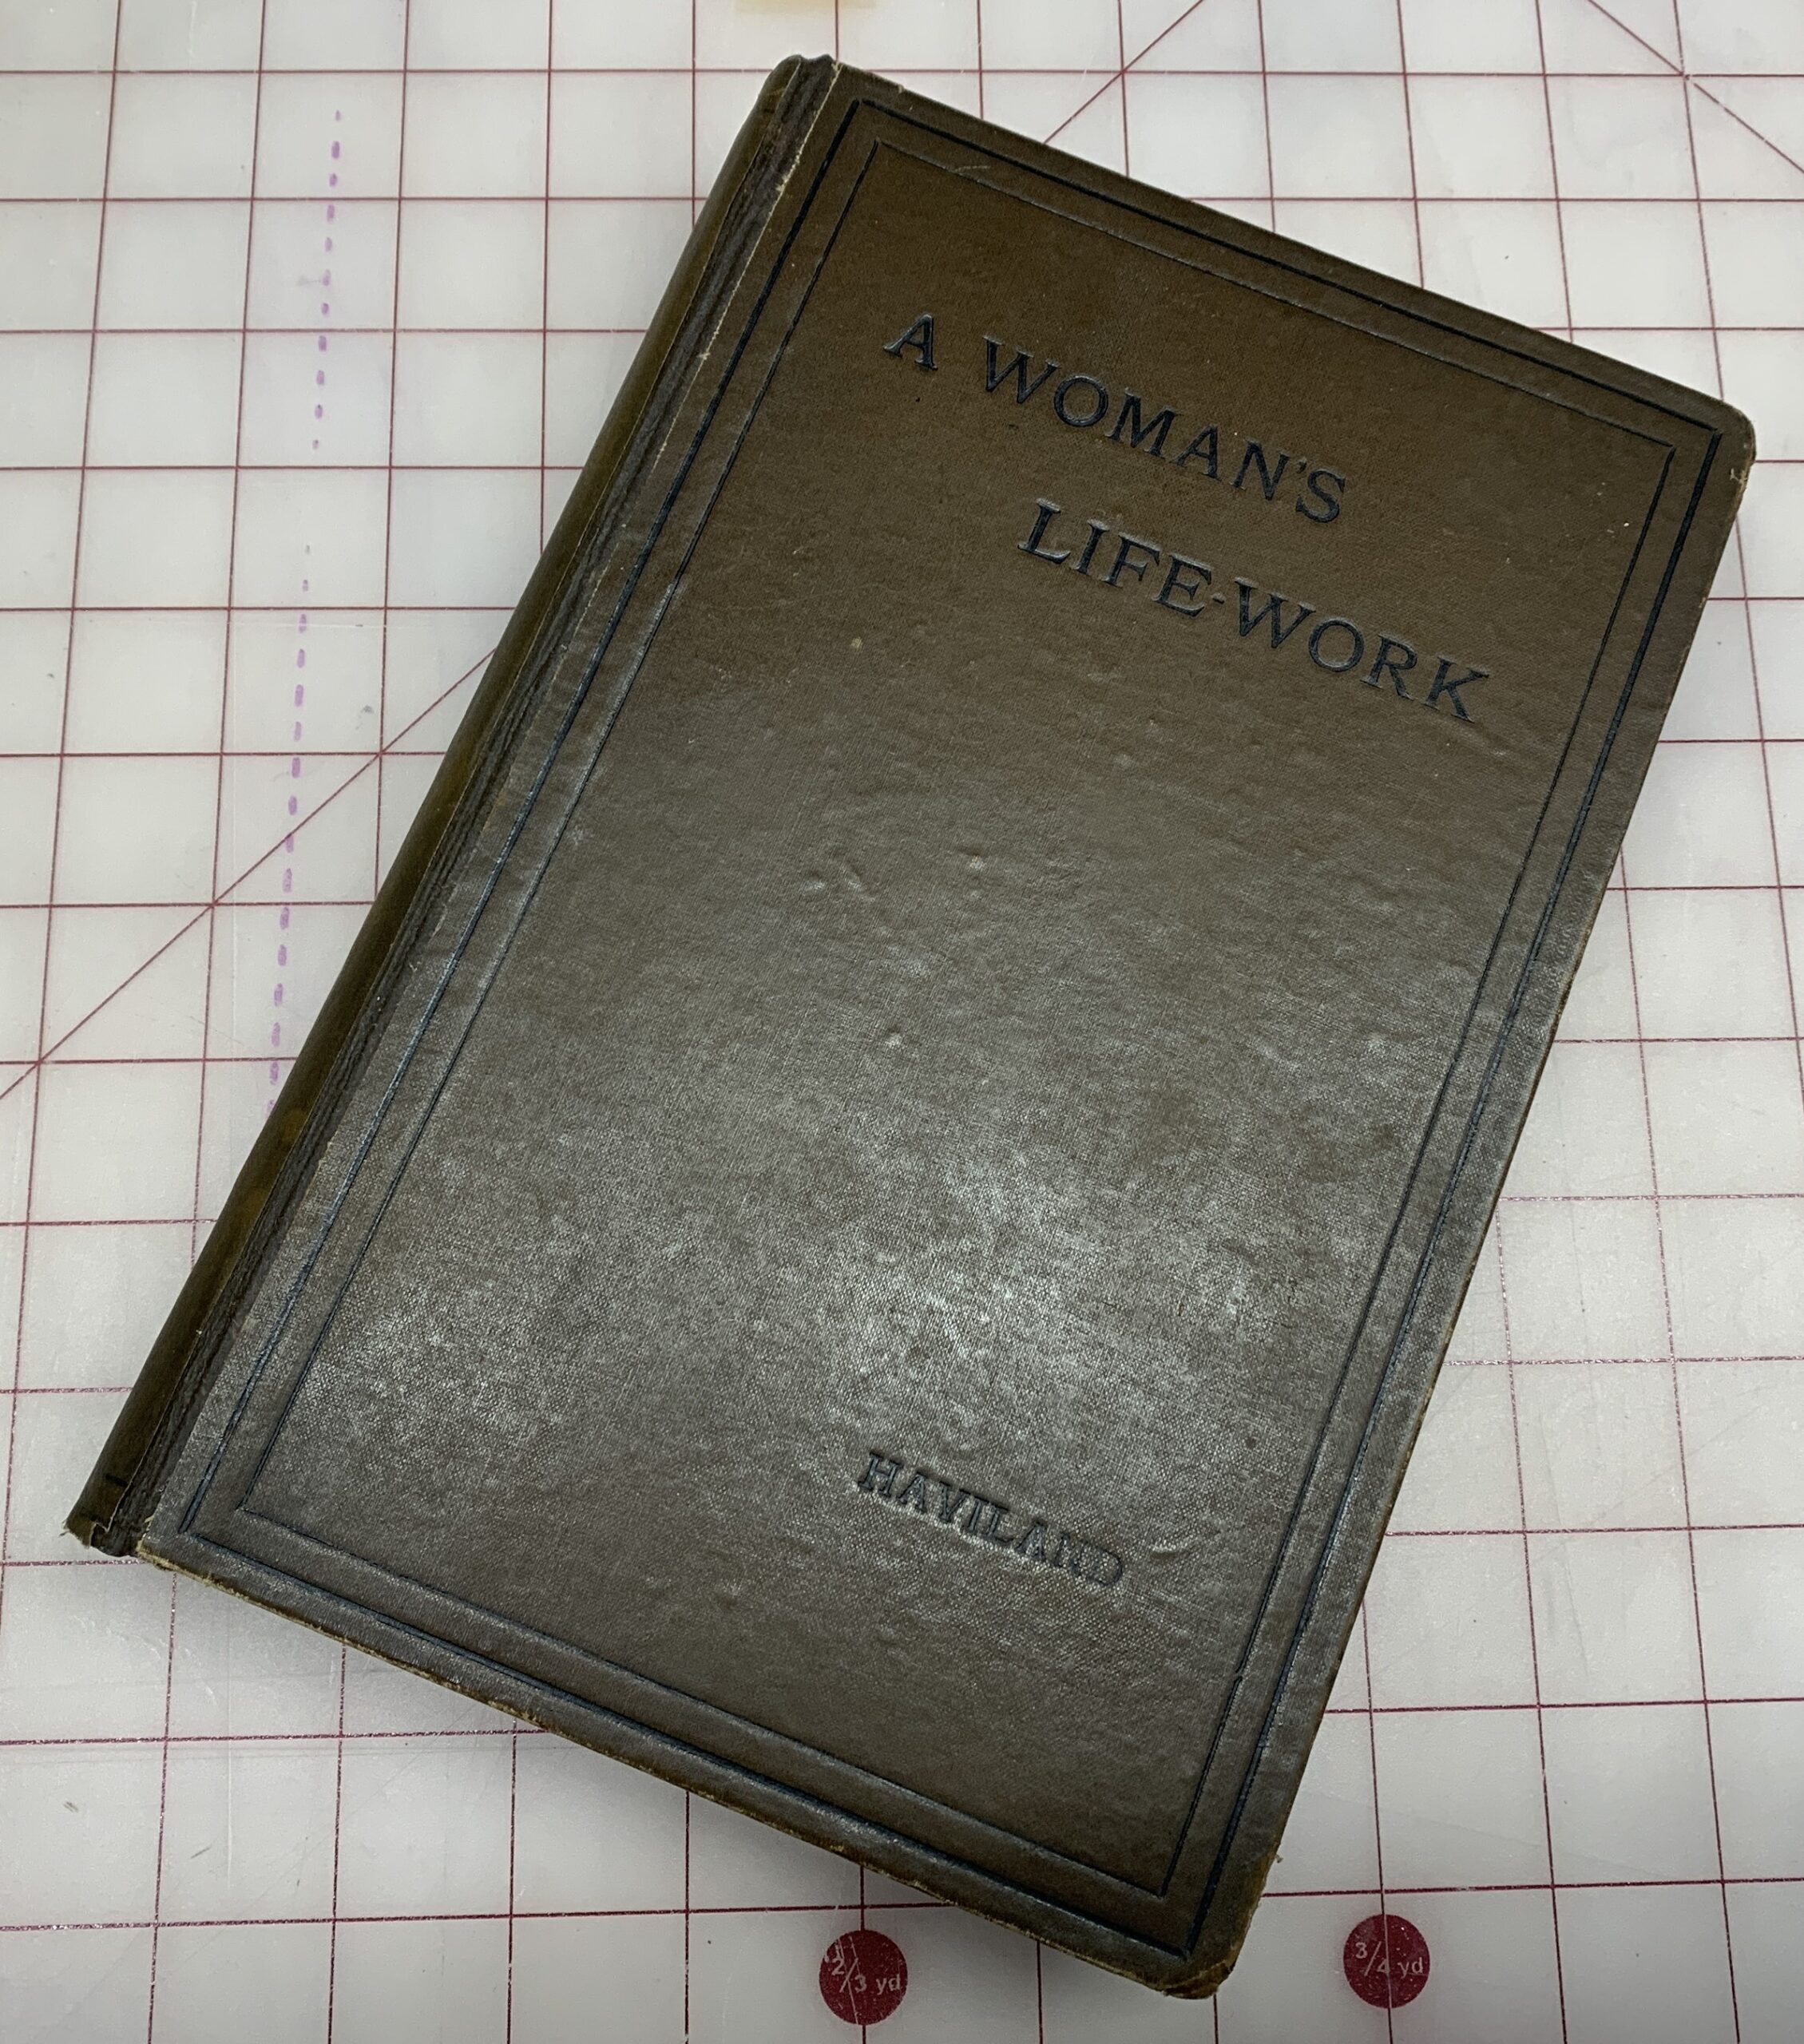 A WOMAN'S
LIFE-WORK
HAVILAND
2/3 yd
3/4 yd